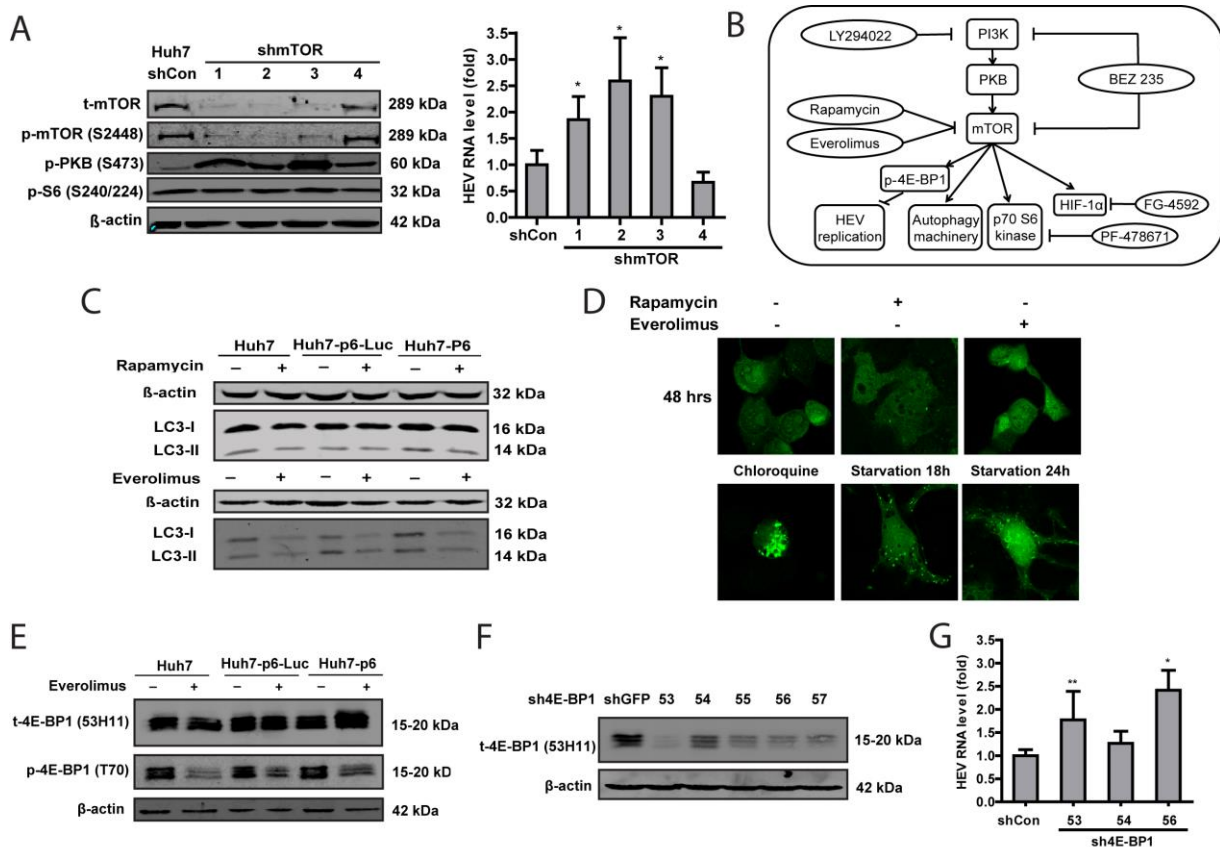 A
Huh7 shmTOR
shCon 1 2 3 4
t-mTOR 289 kDa
p-mTOR (S2448) 289 kDa
p-PKB (S473) 60 kDa
p-S6 (S240/224) 32 kDa
ß-actin 42 kDa
HEV RNA level (fold)
3.5
3.0
2.5
2.0
1.5
1.0
0.5
0.0
* * *
shCon 1 2 3 4
shmTOR
B
LY294022 PI3K
PKB BEZ 235
Rapamycin
mTOR
Everolimus
p-4E-BP1
HIF-1α FG-4592
HEV replication
Autophagy machinery
p70 S6 kinase
PF-478671
C
Huh7 Huh7-p6-Luc Huh7-P6
Rapamycin – + – + – +
ß-actin 32 kDa
LC3-I 16 kDa
LC3-II 14 kDa
Everolimus – + – + – +
ß-actin 32 kDa
LC3-I 16 kDa
LC3-II 14 kDa
D
Rapamycin - + -
Everolimus - - +
48 hrs
Chloroquine Starvation 18h Starvation 24h
E
Huh7 Huh7-p6-Luc Huh7-p6
Everolimus – + – + – +
t-4E-BP1 (53H11) 15-20 kDa
p-4E-BP1 (T70) 15-20 kD
β-actin 42 kDa
F
sh4E-BP1 shGFP 53 54 55 56 57
t-4E-BP1 (53H11) 15-20 kDa
β-actin 42 kDa
G
HEV RNA level (fold)
3.5
3.0
2.5
2.0
1.5
1.0
0.5
0.0
** *
shCon 53 54 56
sh4E-BP1